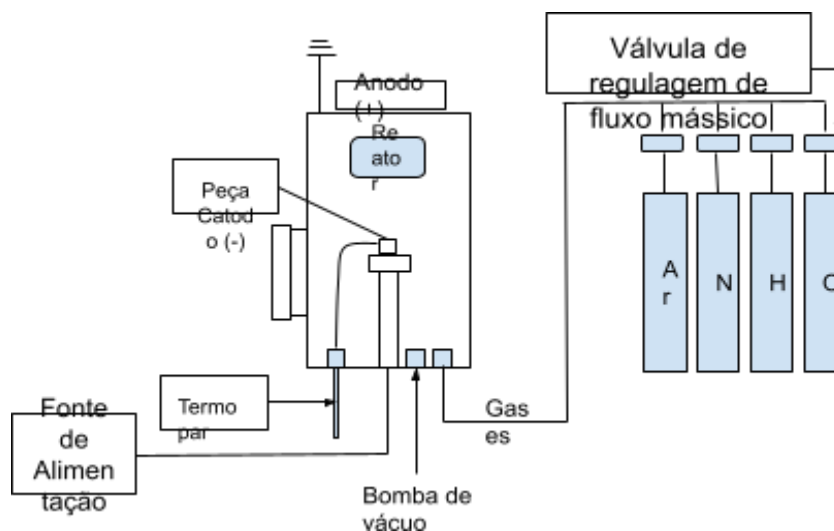 Válvula de
regulagem de
fluxo mássico
Anodo
(+)
Re
ato
r
Peça
Catod
o (-)
A
r
N
H
Termo
par
Gas
es
Fonte
de
Alimen
tação
Bomba de
vácuo